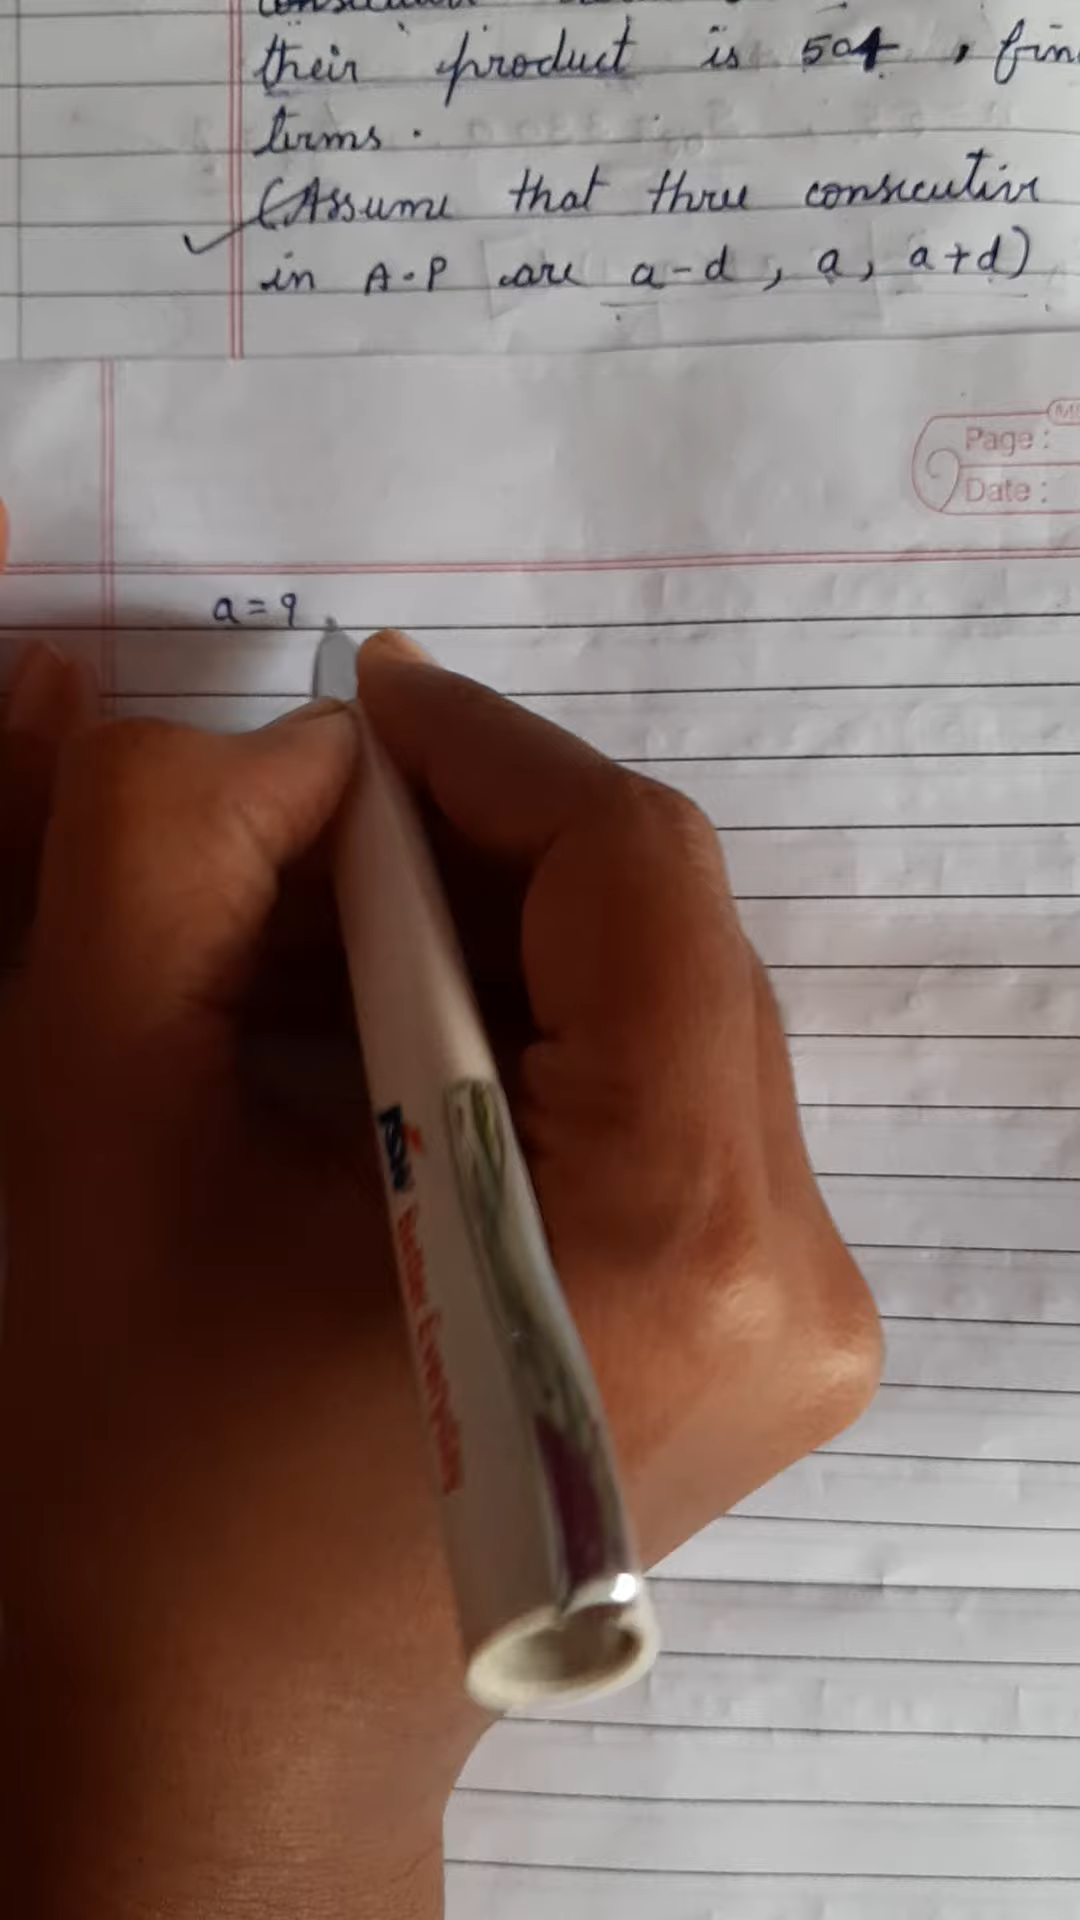 their product is 504, fin
terms.
(Assume that three consecutive
in A.P are a-d, a, a+d)
Page :
Date :
a = 9